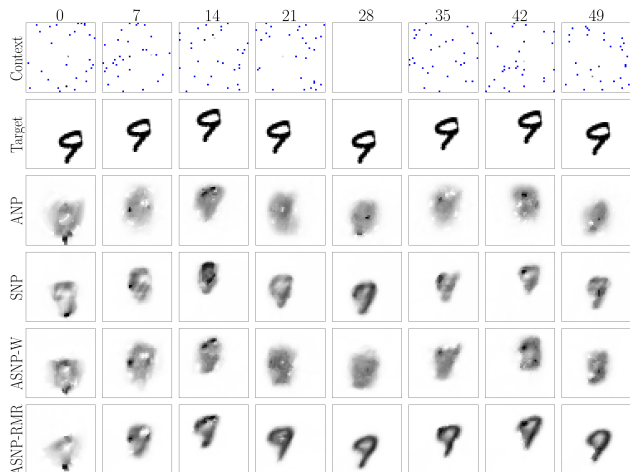 0 7 14 21 28 35 42 49
Context
Target
ANP
SNP
ASNP-W
ASNP-RMR